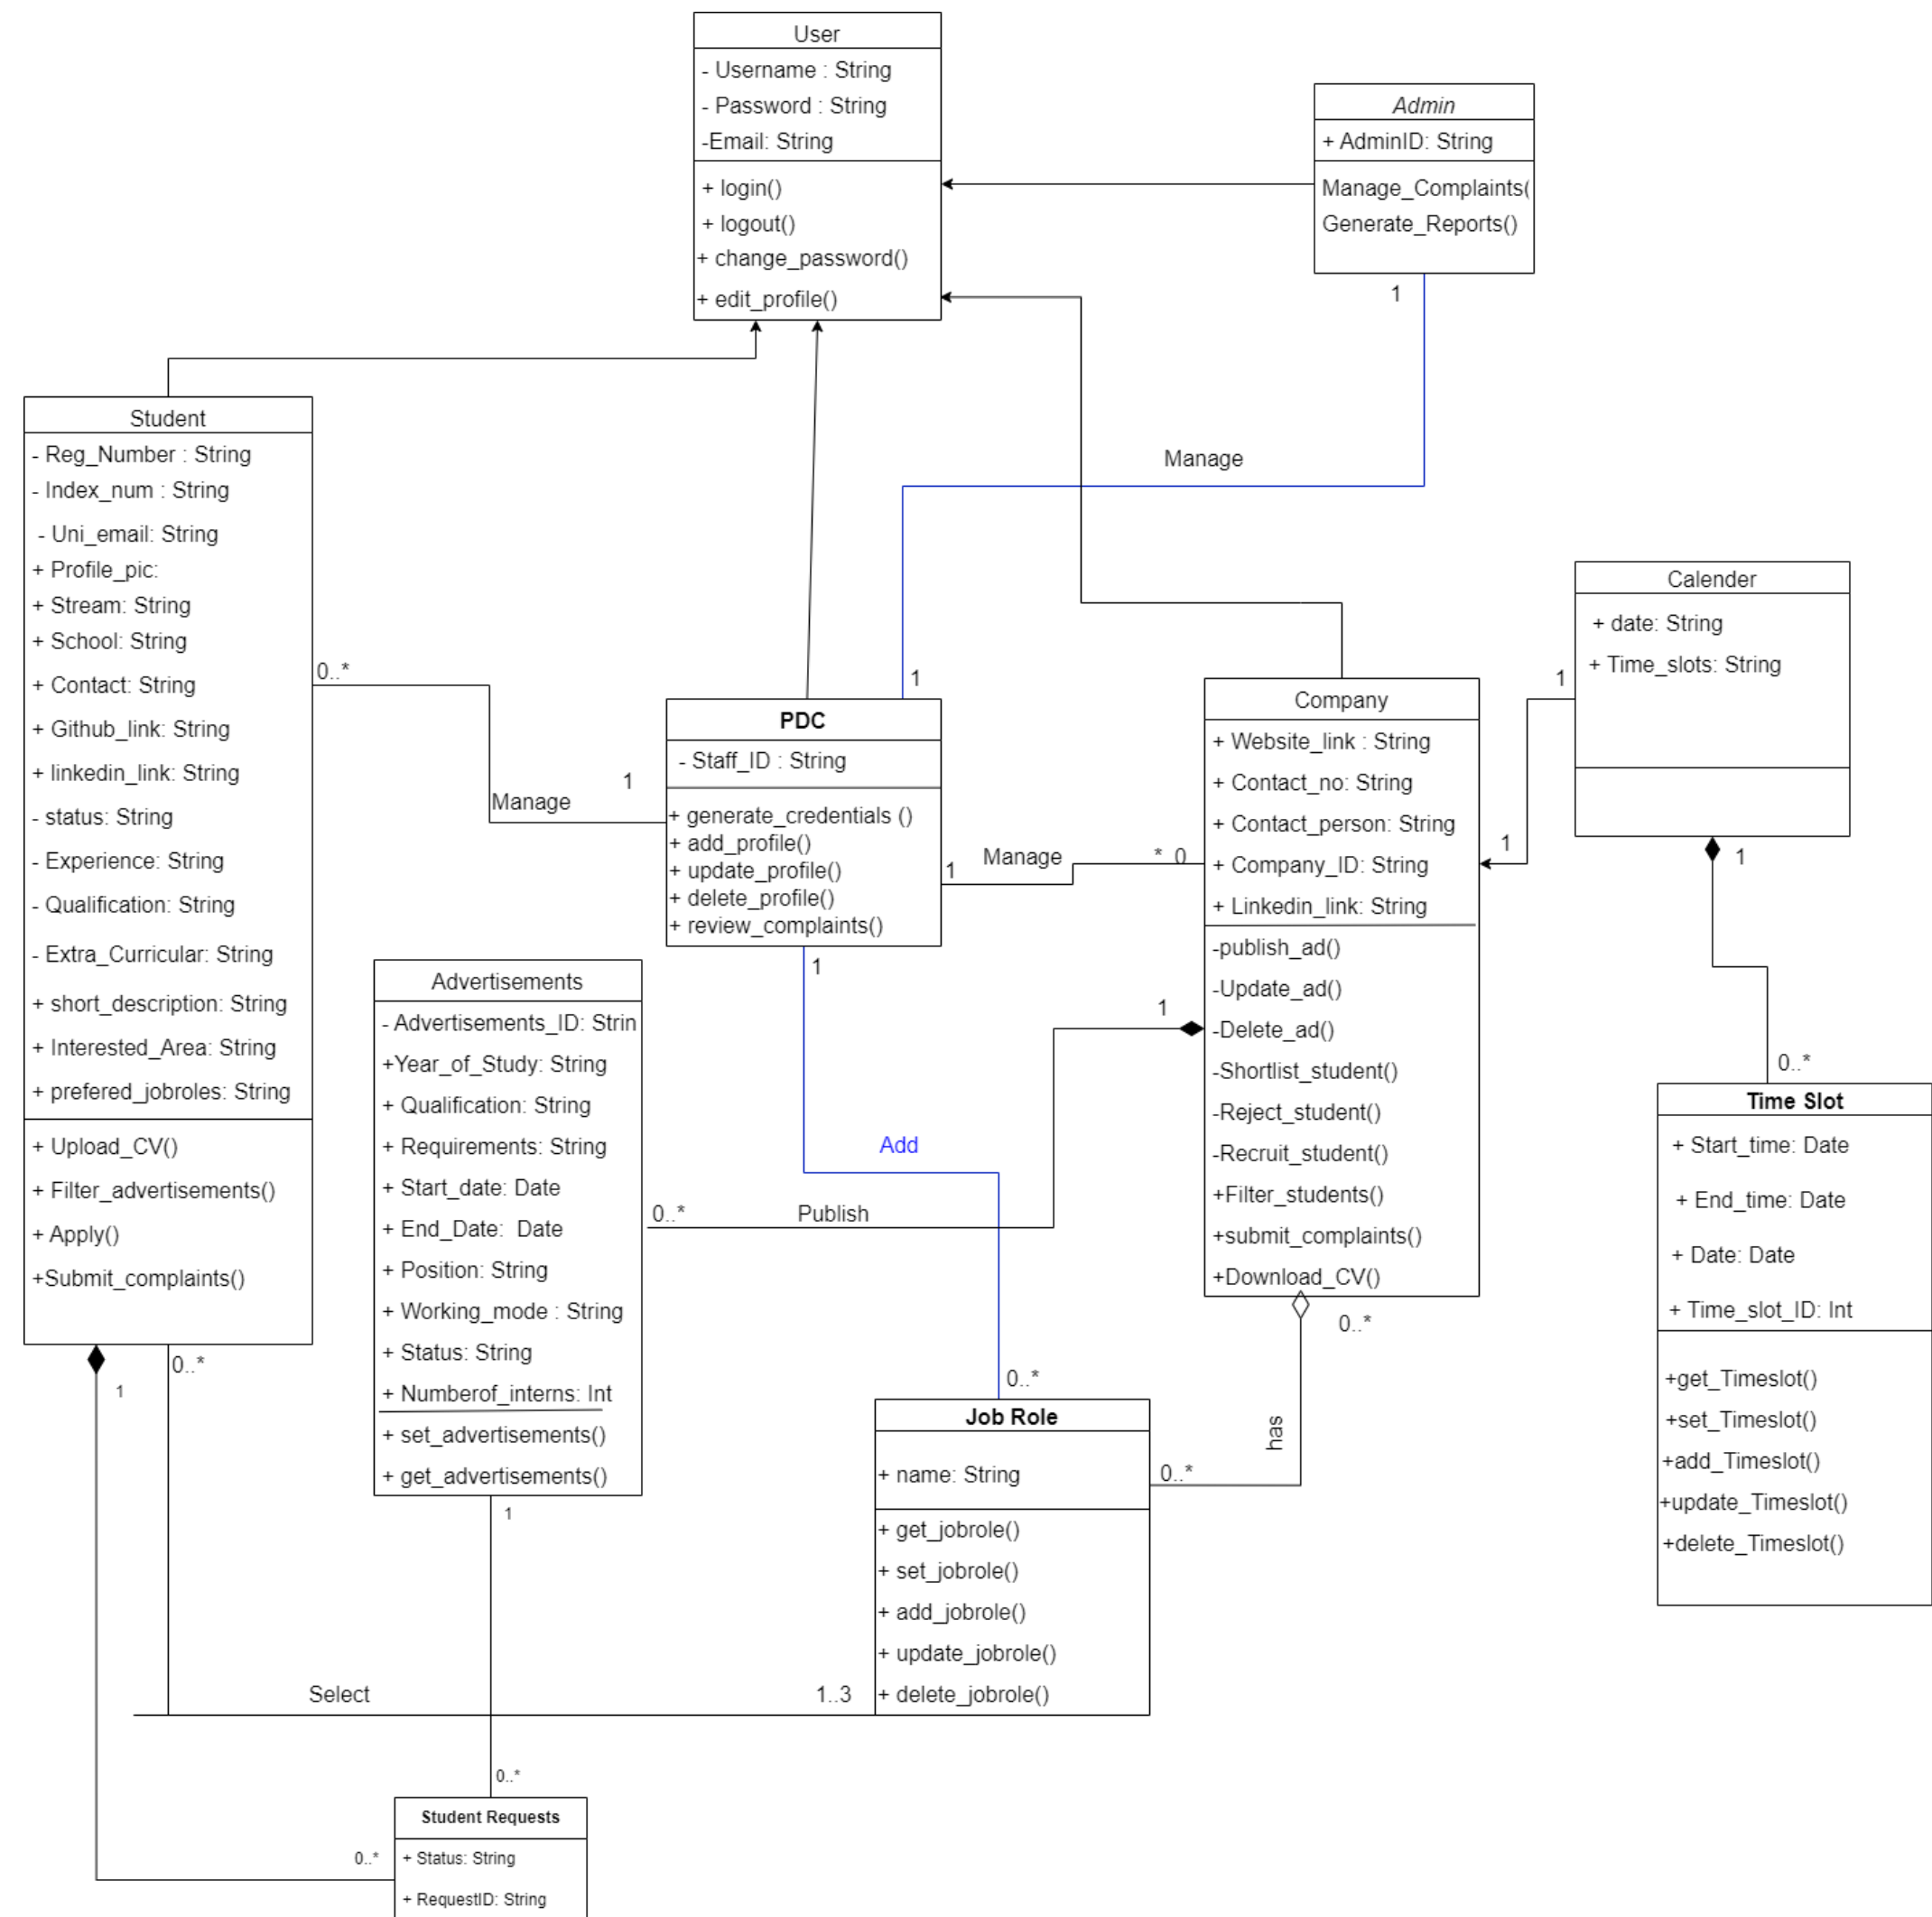 User
- Username : String
- Password : String
-Email: String
+ login()
+ logout()
+ change_password()
+ edit_profile()
Admin
+ AdminID: String
Manage_Complaints(
Generate_Reports()
1
Manage
1
Student
- Reg_Number : String
- Index_num : String
- Uni_email: String
+ Profile_pic:
+ Stream: String
+ School: String
+ Contact: String
+ Github_link: String
+ linkedin_link: String
- status: String
- Experience: String
- Qualification: String
- Extra_Curricular: String
+ short_description: String
+ Interested_Area: String
+ prefered_jobroles: String
+ Upload_CV()
+ Filter_advertisements()
+ Apply()
+Submit_complaints()
0..*
Manage
1
PDC
- Staff_ID : String
+ generate_credentials ()
+ add_profile()
+ update_profile()
+ delete_profile()
+ review_complaints()
1
Manage
* 0
Company
+ Website_link : String
+ Contact_no: String
+ Contact_person: String
+ Company_ID: String
+ Linkedin_link: String
-publish_ad()
-Update_ad()
-Delete_ad()
-Shortlist_student()
-Reject_student()
-Recruit_student()
+Filter_students()
+submit_complaints()
+Download_CV()
Calender
+ date: String
+ Time_slots: String
1
1
1
0..*
Time Slot
+ Start_time: Date
+ End_time: Date
+ Date: Date
+ Time_slot_ID: Int
+get_Timeslot()
+set_Timeslot()
+add_Timeslot()
+update_Timeslot()
+delete_Timeslot()
Advertisements
- Advertisements_ID: Strin
+Year_of_Study: String
+ Qualification: String
+ Requirements: String
+ Start_date: Date
+ End_Date: Date
+ Position: String
+ Working_mode : String
+ Status: String
+ Numberof_interns: Int
+ set_advertisements()
+ get_advertisements()
1
Add
0..*
1
0..*
Publish
0..*
has
0..*
Job Role
+ name: String
+ get_jobrole()
+ set_jobrole()
+ add_jobrole()
+ update_jobrole()
+ delete_jobrole()
0..*
1
1
Select
1..3
0..*
0..*
Student Requests
+ Status: String
+ RequestID: String